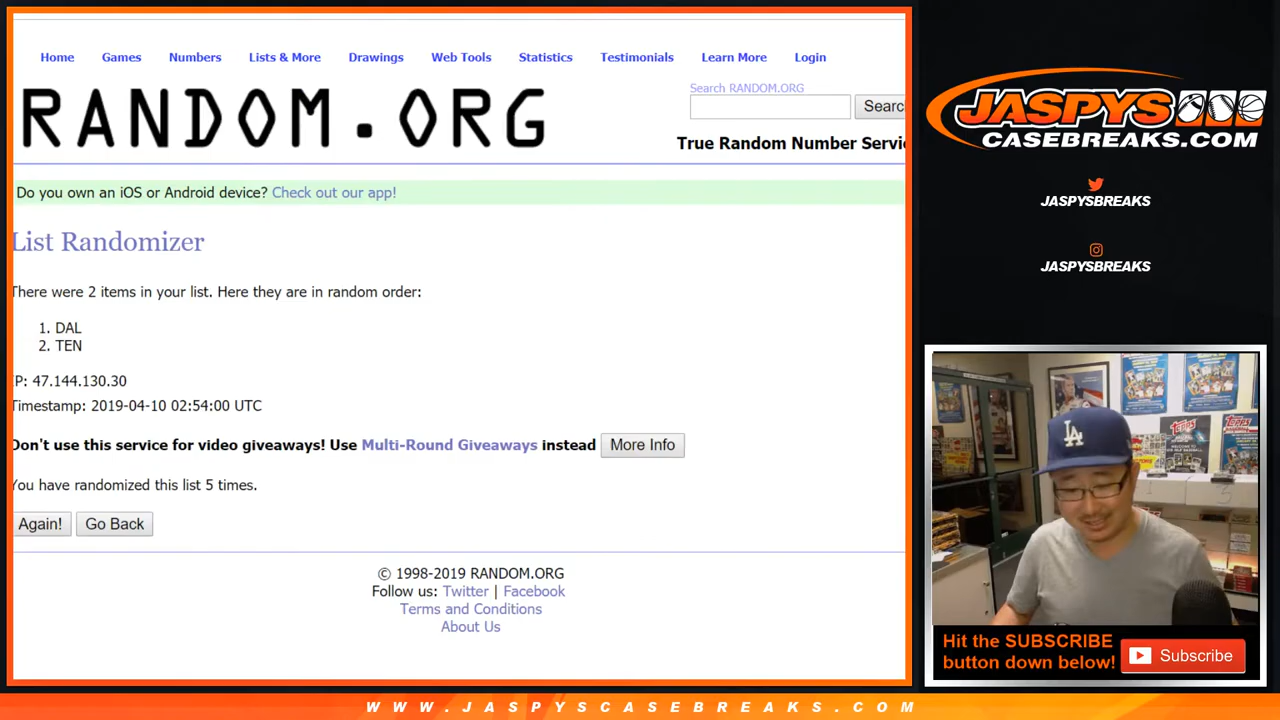 Home Games Numbers Lists & More Drawings Web Tools Statistics Testimonials Learn More Login
RANDOM.ORG
Search RANDOM.ORG
Searc
True Random Number Servi
Do you own an iOS or Android device? Check out our app!
List Randomizer
There were 2 items in your list. Here they are in random order:
1. DAL
2. TEN
IP: 47.144.130.30
Timestamp: 2019-04-10 02:54:00 UTC
Don't use this service for video giveaways! Use Multi-Round Giveaways instead More Info
You have randomized this list 5 times.
Again! Go Back
© 1998-2019 RANDOM.ORG
Follow us: Twitter | Facebook
Terms and Conditions
About Us
JASPYS
CASEBREAKS.COM
JASPYSBREAKS
JASPYSBREAKS
LA
Topps
Hit the SUBSCRIBE
button down below!
Subscribe
WWW.JASPYSCASEBREAKS.COM